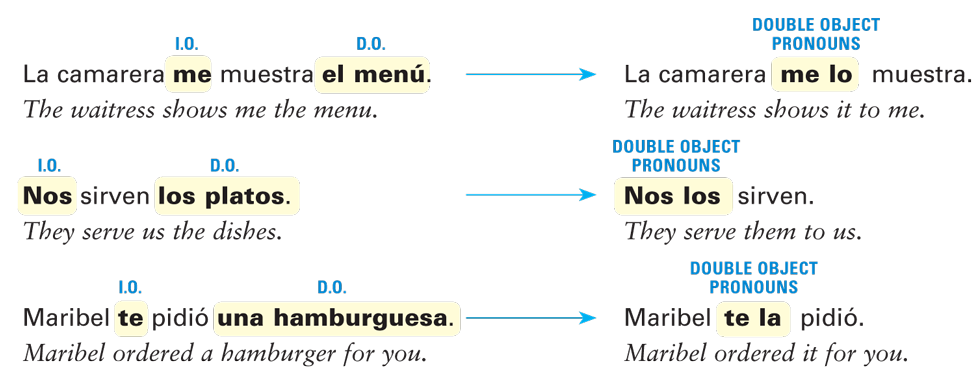 I.O. D.O. DOUBLE OBJECT PRONOUNS
La camarera me muestra el menú. La camarera me lo muestra.
The waitress shows me the menu. The waitress shows it to me.
I.O. D.O. DOUBLE OBJECT PRONOUNS
Nos sirven los platos. Nos los sirven.
They serve us the dishes. They serve them to us.
I.O. D.O. DOUBLE OBJECT PRONOUNS
Maribel te pidió una hamburguesa. Maribel te la pidió.
Maribel ordered a hamburger for you. Maribel ordered it for you.